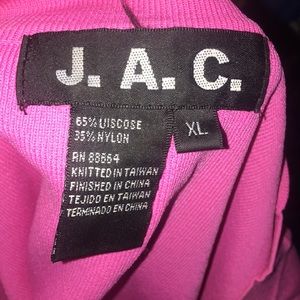 J. A. C.
XL
65% VISCOSE
35% NYLON
RN 88664
KNITTED IN TAIWAN
FINISHED IN CHINA
TEJIDO EN TAIWAN
TERMINADO EN CHINA